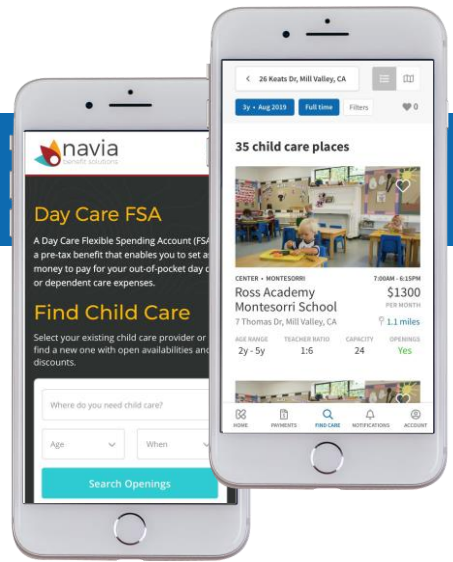 navia
benefit solutions
Day Care FSA
A Day Care Flexible Spending Account (FSA
a pre-tax benefit that enables you to set as
money to pay for your out-of-pocket day c
or dependent care expenses.
Find Child Care
Select your existing child care provider or
find a new one with open availabilities and
discounts.
Where do you need child care?
Age
When
Search Openings
26 Keats Dr, Mill Valley, CA
3y • Aug 2019
Full time
Filters
0
35 child care places
CENTER • MONTESSORI
7:00AM - 6:15PM
Ross Academy
Montesorri School
$1300
PER MONTH
7 Thomas Dr, Mill Valley, CA
1.1 miles
AGE RANGE
TEACHER RATIO
CAPACITY
OPENINGS
2y - 5y
1:6
24
Yes
HOME
PAYMENTS
FIND CARE
NOTIFICATIONS
ACCOUNT